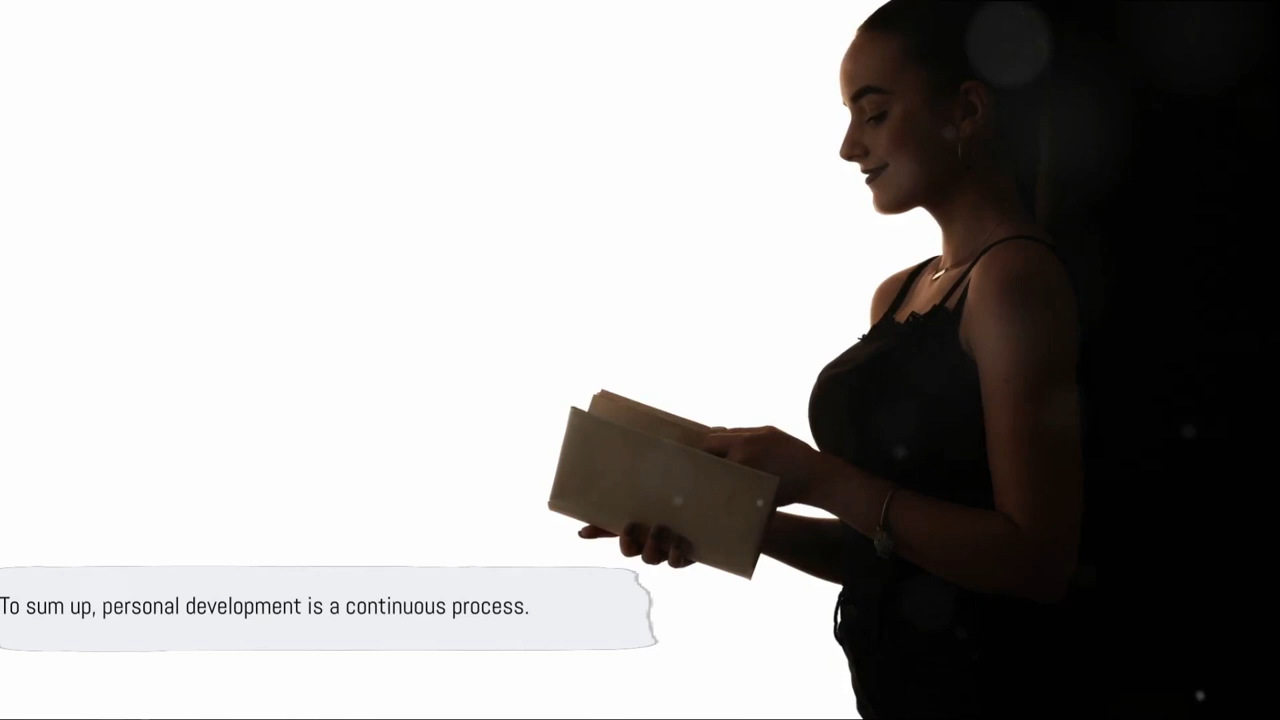 To sum up, personal development is a continuous process.